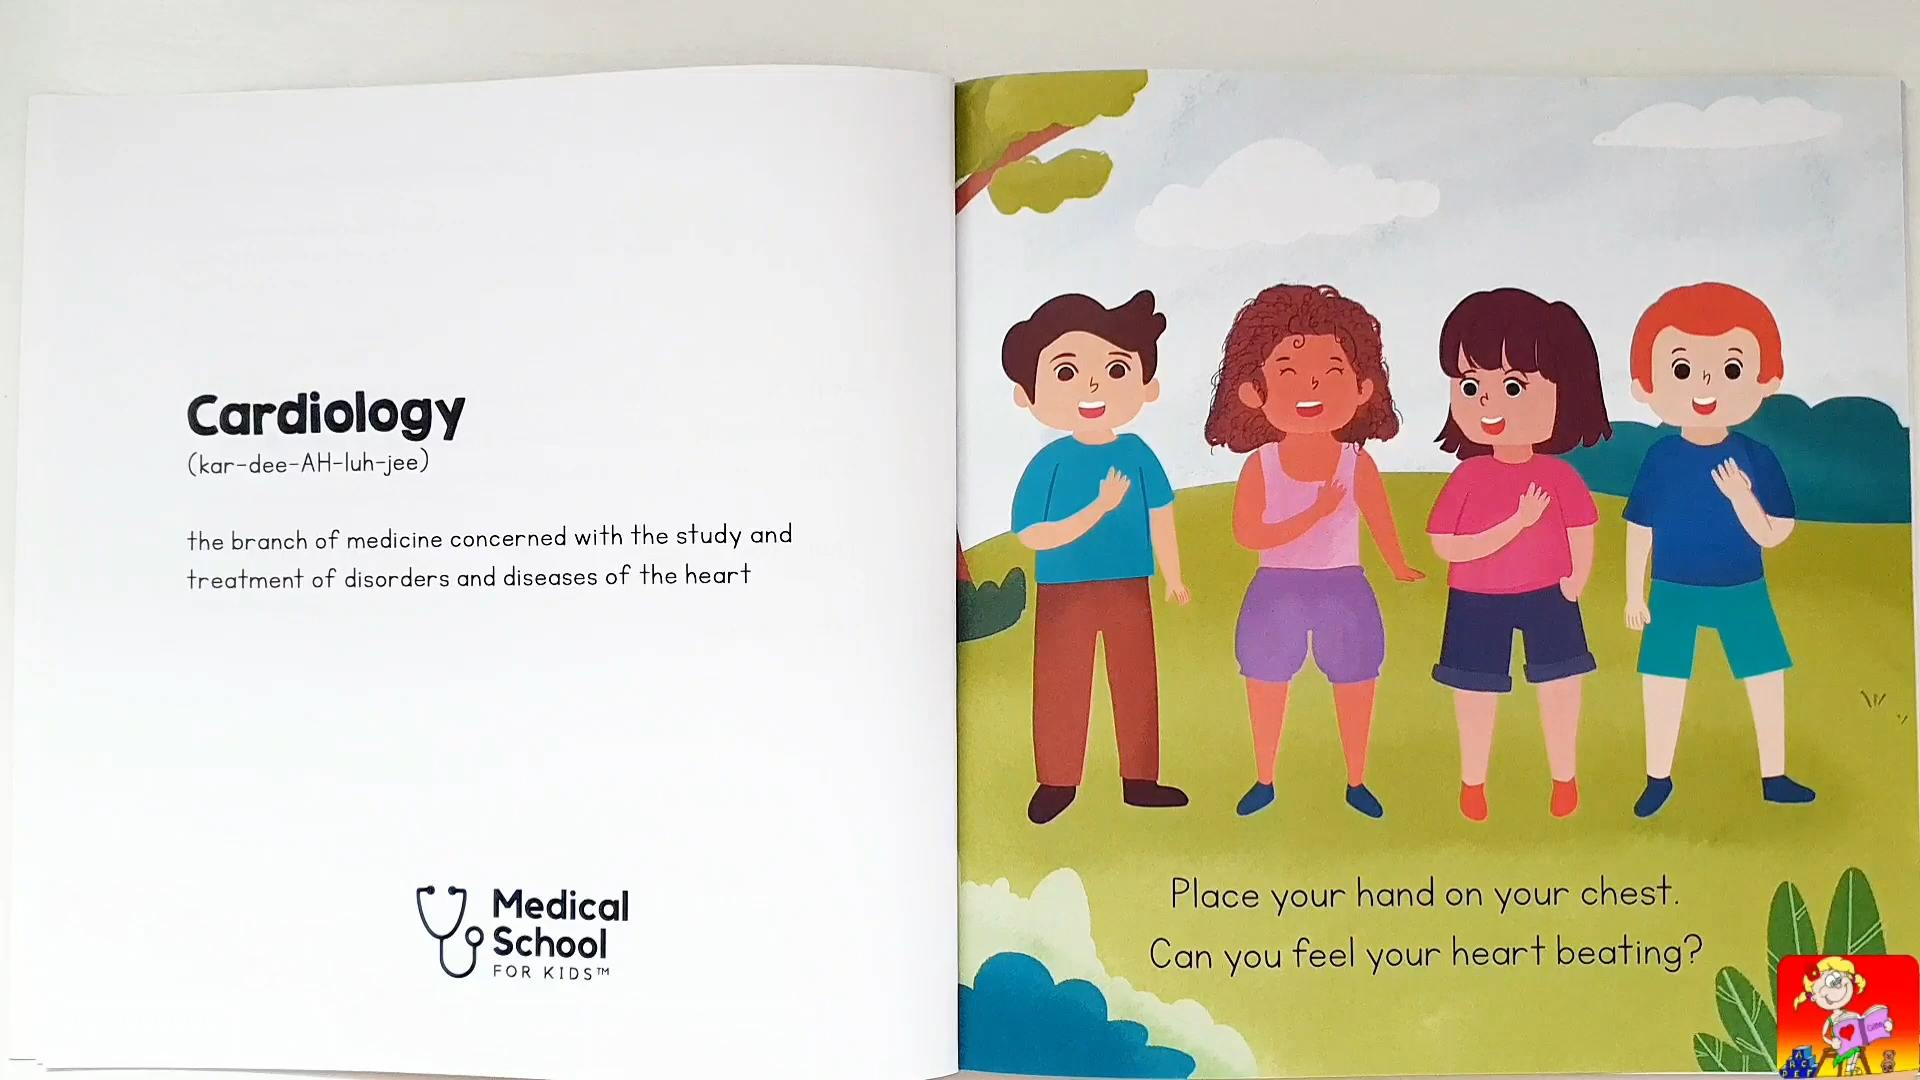 Cardiology
(kar-dee-AH-luh-jee)
the branch of medicine concerned with the study and
treatment of disorders and diseases of the heart
Medical
School
FOR KIDS™
Place your hand on your chest.
Can you feel your heart beating?